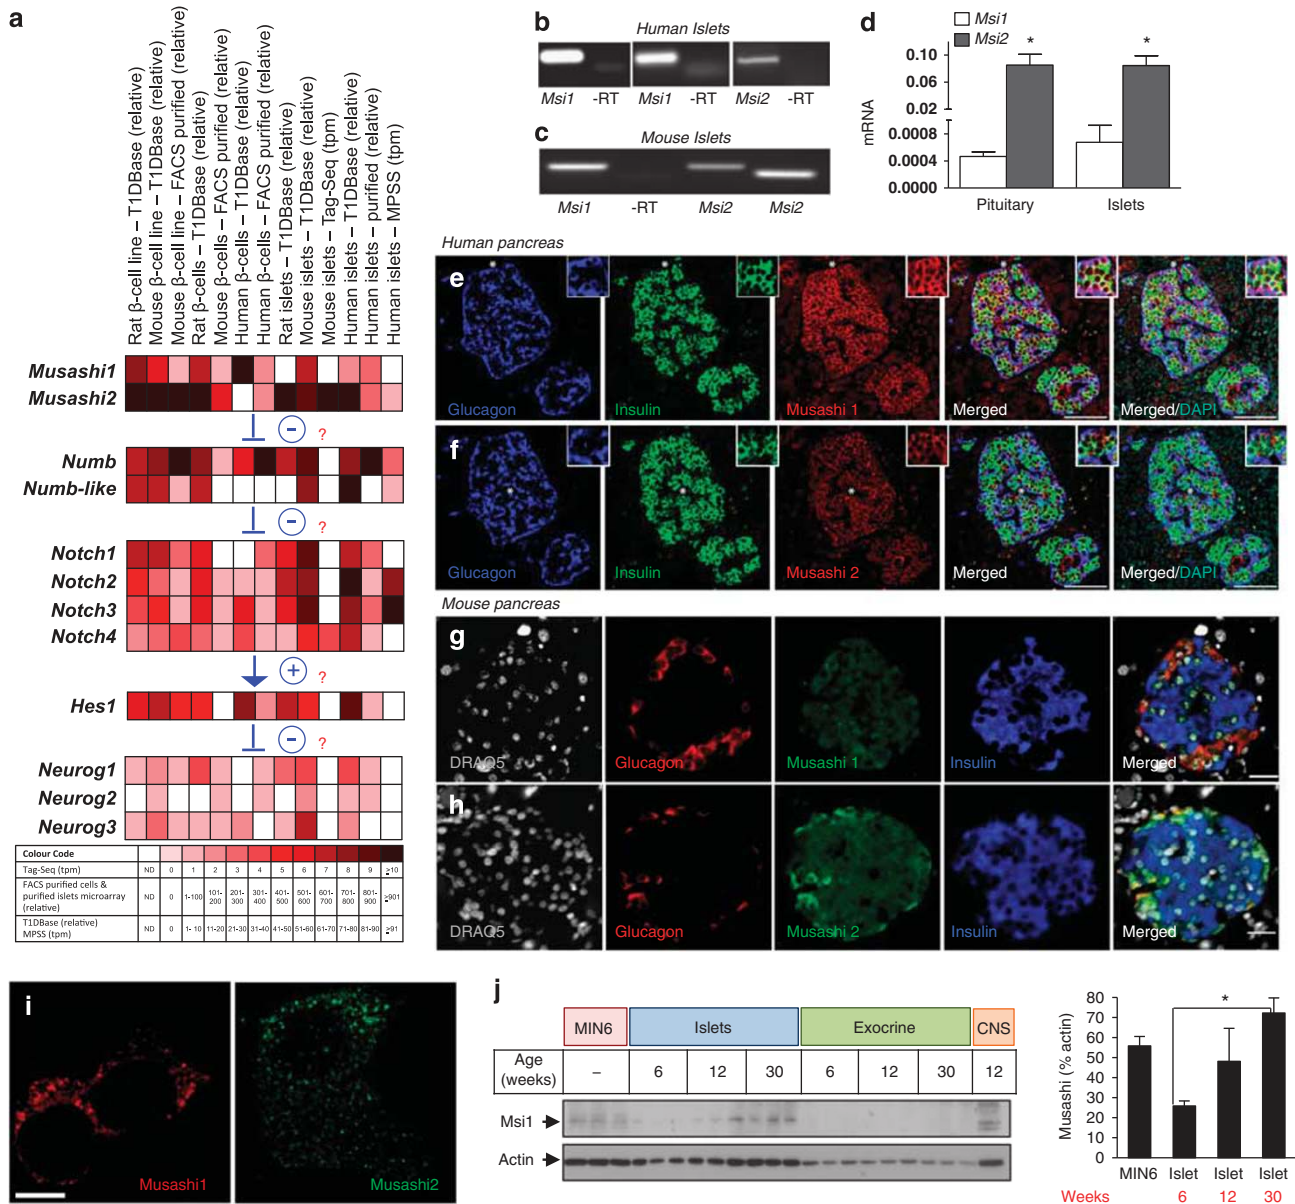 a
Rat β-cell line – T1DBase (relative)
Mouse β-cell line – T1DBase (relative)
Mouse β-cell line – FACS purified (relative)
Rat β-cells – T1DBase (relative)
Mouse β-cells – FACS purified (relative)
Human β-cells – T1DBase (relative)
Human β-cells – FACS purified (relative)
Rat islets – T1DBase (relative)
Mouse islets – T1DBase (relative)
Mouse islets – Tag-Seq (tpm)
Human islets – T1DBase (relative)
Human islets – purified (relative)
Human islets – MPSS (tpm)
Musashi1
Musashi2
– ?
Numb
Numb-like
– ?
Notch1
Notch2
Notch3
Notch4
+ ?
Hes1
– ?
Neurog1
Neurog2
Neurog3
Colour Code
Tag-Seq (tpm) ND 0 1 2 3 4 5 6 7 8 9 ≥10
FACS purified cells & purified islets microarray (relative) ND 0 1-100 101-200 201-300 301-400 401-500 501-600 601-700 701-800 801-900 ≥901
T1DBase (relative) MPSS (tpm) ND 0 1-10 11-20 21-30 31-40 41-50 51-60 61-70 71-80 81-90 ≥91
b
Human Islets
Msi1 -RT Msi1 -RT Msi2 -RT
c
Mouse Islets
Msi1 -RT Msi2 Msi2
d
Msi1
Msi2
* *
mRNA
0.10
0.06
0.02
0.0008
0.0004
0.0000
Pituitary Islets
Human pancreas
e
Glucagon Insulin Musashi 1 Merged Merged/DAPI
f
Glucagon Insulin Musashi 2 Merged Merged/DAPI
Mouse pancreas
g
DRAQ5 Glucagon Musashi 1 Insulin Merged
h
DRAQ5 Glucagon Musashi 2 Insulin Merged
i
Musashi1 Musashi2
j
MIN6 Islets Exocrine CNS
Age (weeks) – 6 12 30 6 12 30 12
Msi1
Actin
Musashi (% actin)
80
70
60
50
40
30
20
10
0
*
MIN6 Islet Islet Islet
Weeks 6 12 30